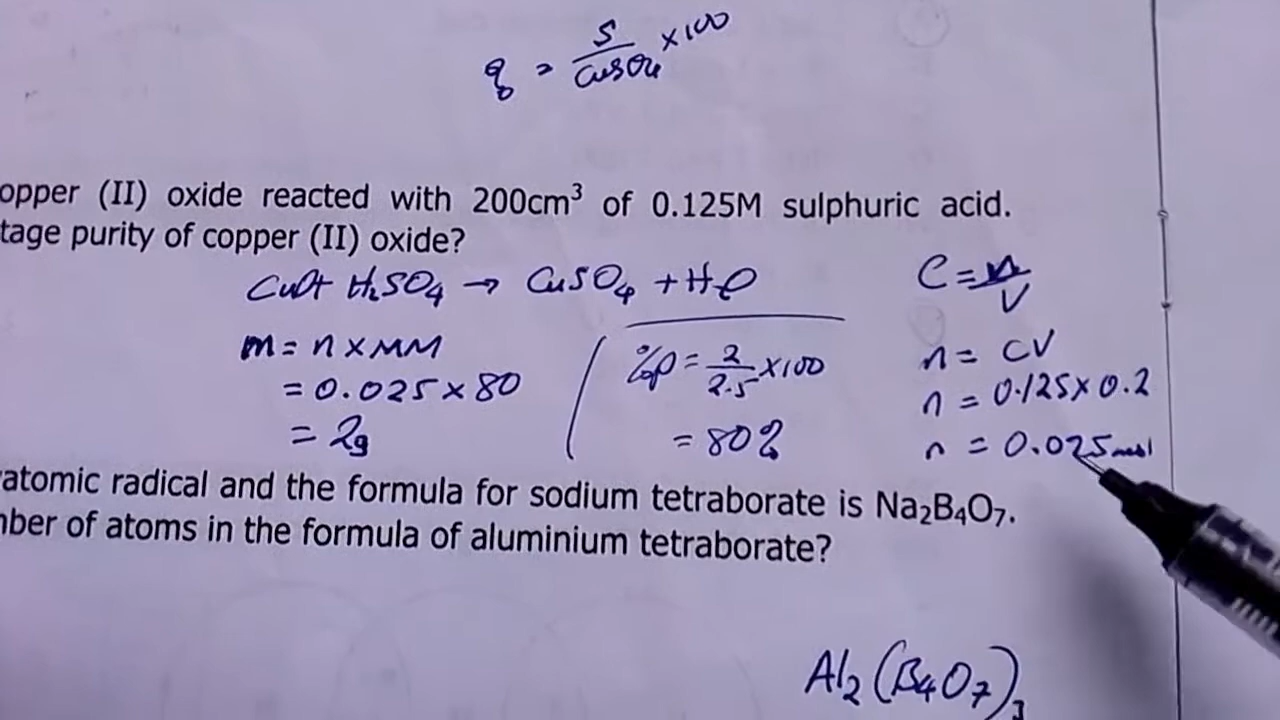 q = S/CuSO4 ×100
opper (II) oxide reacted with 200cm³ of 0.125M sulphuric acid.
tage purity of copper (II) oxide?
CuO+ H₂SO₄ → CuSO₄ + H₂O
m = n × MM
= 0.025 × 80
= 2g
%p = 2/2.5 ×100
= 80%
C = n/V
n = CV
n = 0.125 × 0.2
n = 0.025 mol
atomic radical and the formula for sodium tetraborate is Na₂B₄O₇.
ber of atoms in the formula of aluminium tetraborate?
Al₂(B₄O₇)₃